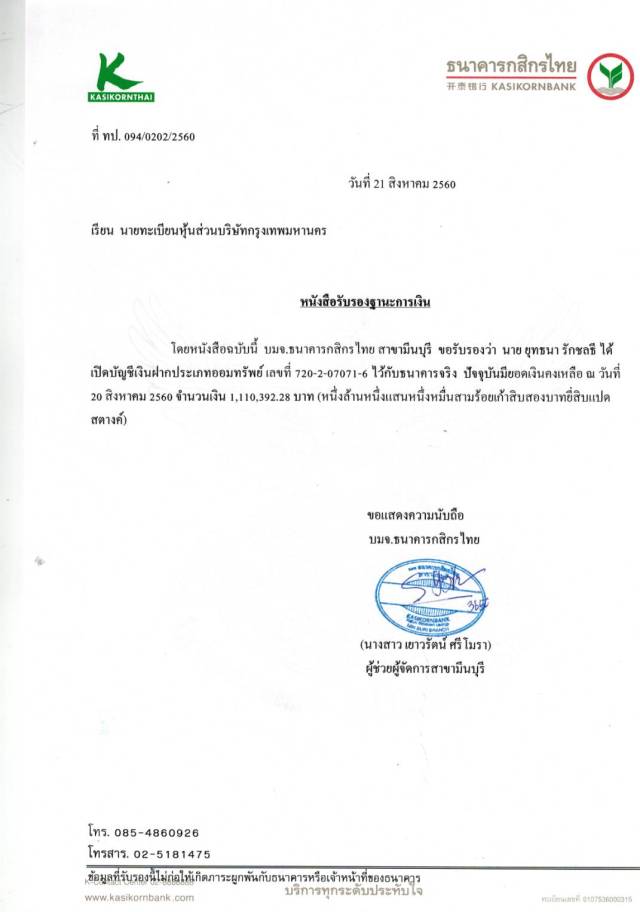 KASIKORNTHAI
ธนาคารกสิกรไทย
开泰银行 KASIKORNBANK
ที่ ทป. 094/0202/2560
วันที่ 21 สิงหาคม 2560
เรียน นายทะเบียนหุ้นส่วนบริษัทกรุงเทพมหานคร
หนังสือรับรองฐานะการเงิน
โดยหนังสือฉบับนี้ บมจ.ธนาคารกสิกรไทย สาขามีนบุรี ขอรับรองว่า นาย ยุทธนา รักชลธี ได้
เปิดบัญชีเงินฝากประเภทออมทรัพย์ เลขที่ 720-2-07071-6 ไว้กับธนาคารจริง ปัจจุบันมียอดเงินคงเหลือ ณ วันที่
20 สิงหาคม 2560 จำนวนเงิน 1,110,392.28 บาท (หนึ่งล้านหนึ่งแสนหนึ่งหมื่นสามร้อยเก้าสิบสองบาทยี่สิบแปด
สตางค์)
ขอแสดงความนับถือ
บมจ.ธนาคารกสิกรไทย
KASIKORNBANK
(นางสาว เยาวรัตน์ ศรีโมรา)
ผู้ช่วยผู้จัดการสาขามีนบุรี
โทร. 085-4860926
โทรสาร. 02-5181475
ข้อมูลที่รับรองนี้ไม่ก่อให้เกิดภาระผูกพันกับธนาคารหรือเจ้าหน้าที่ของธนาคาร
K-Contact Center 02-8888888
บริการทุกระดับประทับใจ
www.kasikornbank.com
ทะเบียนเลขที่ 0107536000315